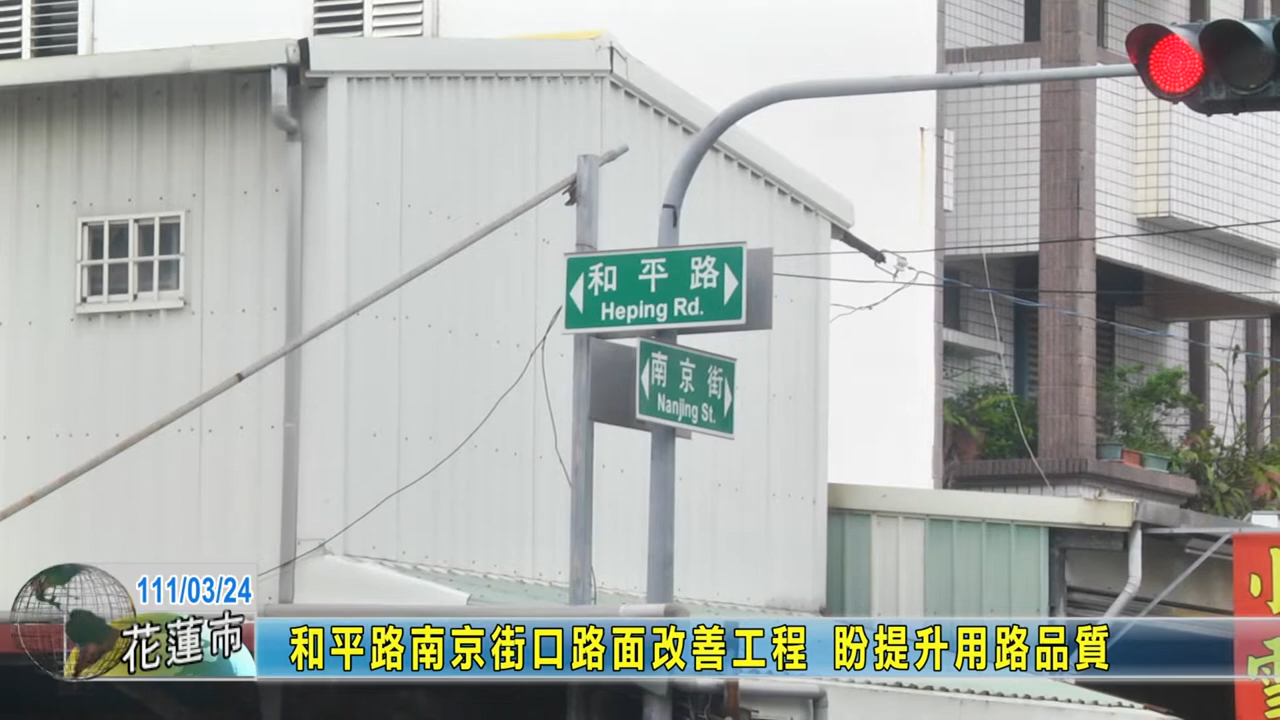 和平路
Heping Rd.
南京街
Nanjing St.
111/03/24
花蓮市
和平路南京街口路面改善工程 盼提升用路品質
小